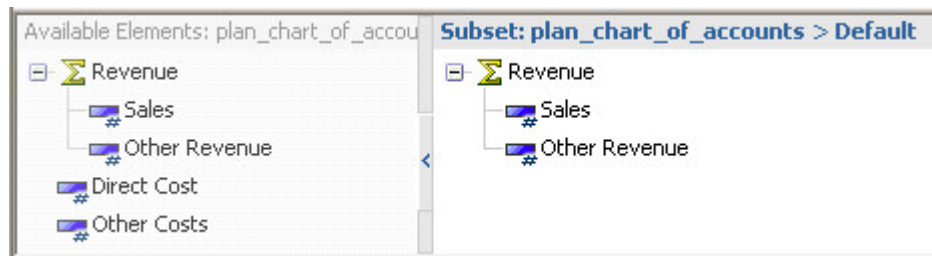 Available Elements: plan_chart_of_accou
Subset: plan_chart_of_accounts > Default
Revenue
Sales
Other Revenue
Direct Cost
Other Costs
Revenue
Sales
Other Revenue